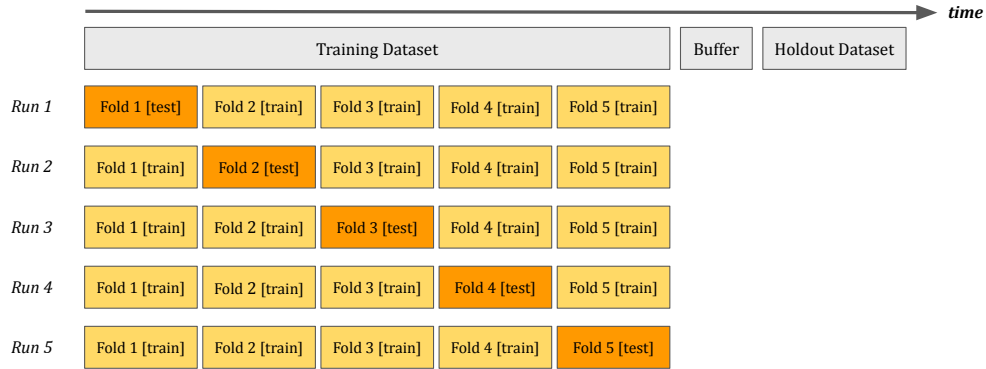 time
Training Dataset Buffer Holdout Dataset
Run 1 Fold 1 [test] Fold 2 [train] Fold 3 [train] Fold 4 [train] Fold 5 [train]
Run 2 Fold 1 [train] Fold 2 [test] Fold 3 [train] Fold 4 [train] Fold 5 [train]
Run 3 Fold 1 [train] Fold 2 [train] Fold 3 [test] Fold 4 [train] Fold 5 [train]
Run 4 Fold 1 [train] Fold 2 [train] Fold 3 [train] Fold 4 [test] Fold 5 [train]
Run 5 Fold 1 [train] Fold 2 [train] Fold 3 [train] Fold 4 [train] Fold 5 [test]